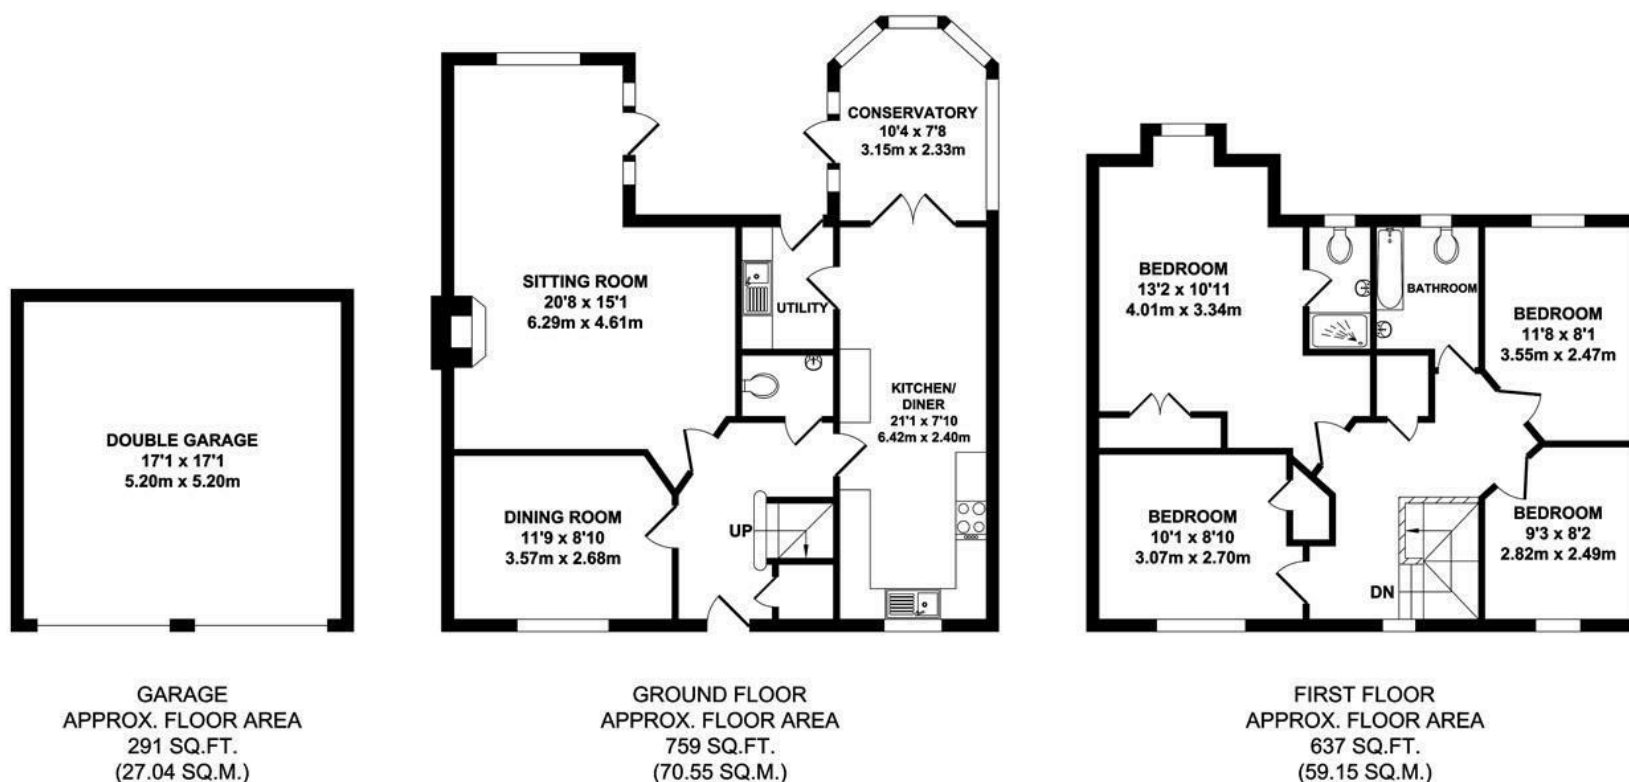 DOUBLE GARAGE
17'1 x 17'1
5.20m x 5.20m
GARAGE
APPROX. FLOOR AREA
291 SQ.FT.
(27.04 SQ.M.)
CONSERVATORY
10'4 x 7'8
3.15m x 2.33m
SITTING ROOM
20'8 x 15'1
6.29m x 4.61m
UTILITY
KITCHEN/
DINER
21'1 x 7'10
6.42m x 2.40m
DINING ROOM
11'9 x 8'10
3.57m x 2.68m
UP
GROUND FLOOR
APPROX. FLOOR AREA
759 SQ.FT.
(70.55 SQ.M.)
BEDROOM
13'2 x 10'11
4.01m x 3.34m
BATHROOM
BEDROOM
11'8 x 8'1
3.55m x 2.47m
BEDROOM
10'1 x 8'10
3.07m x 2.70m
BEDROOM
9'3 x 8'2
2.82m x 2.49m
DN
FIRST FLOOR
APPROX. FLOOR AREA
637 SQ.FT.
(59.15 SQ.M.)